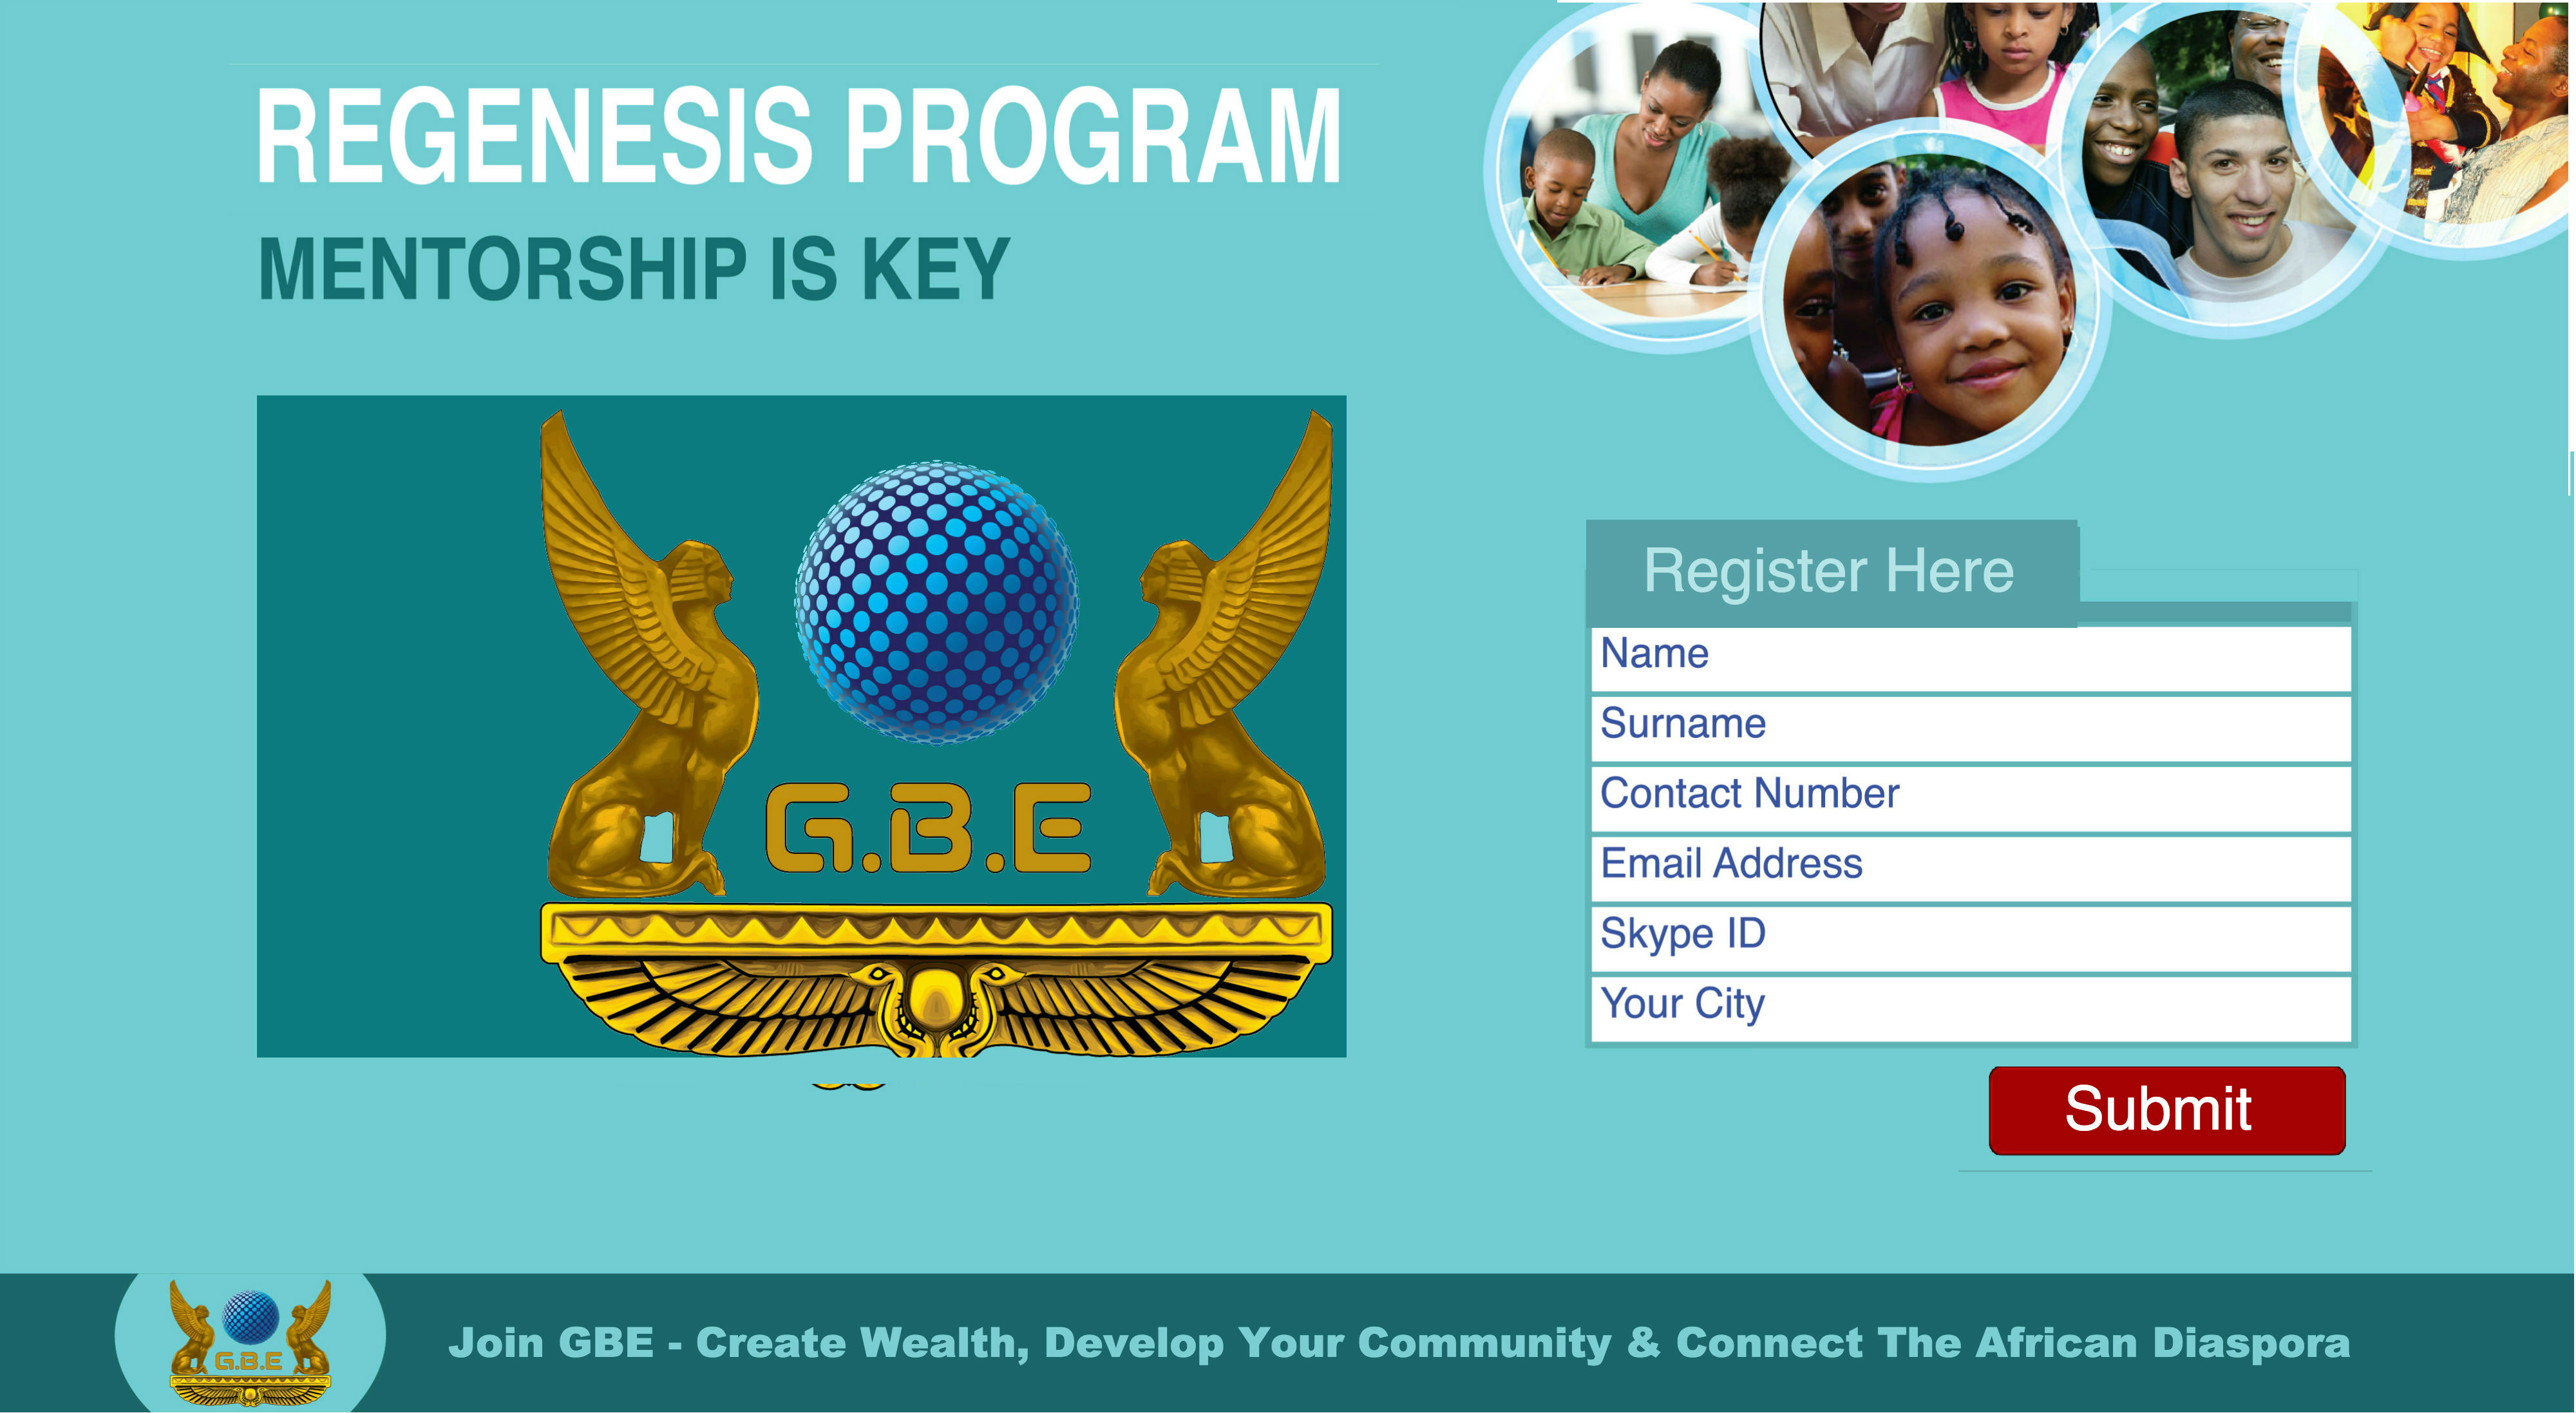 REGENESIS PROGRAM
MENTORSHIP IS KEY
G.B.E
Register Here
Name
Surname
Contact Number
Email Address
Skype ID
Your City
Submit
G.B.E
Join GBE - Create Wealth, Develop Your Community & Connect The African Diaspora